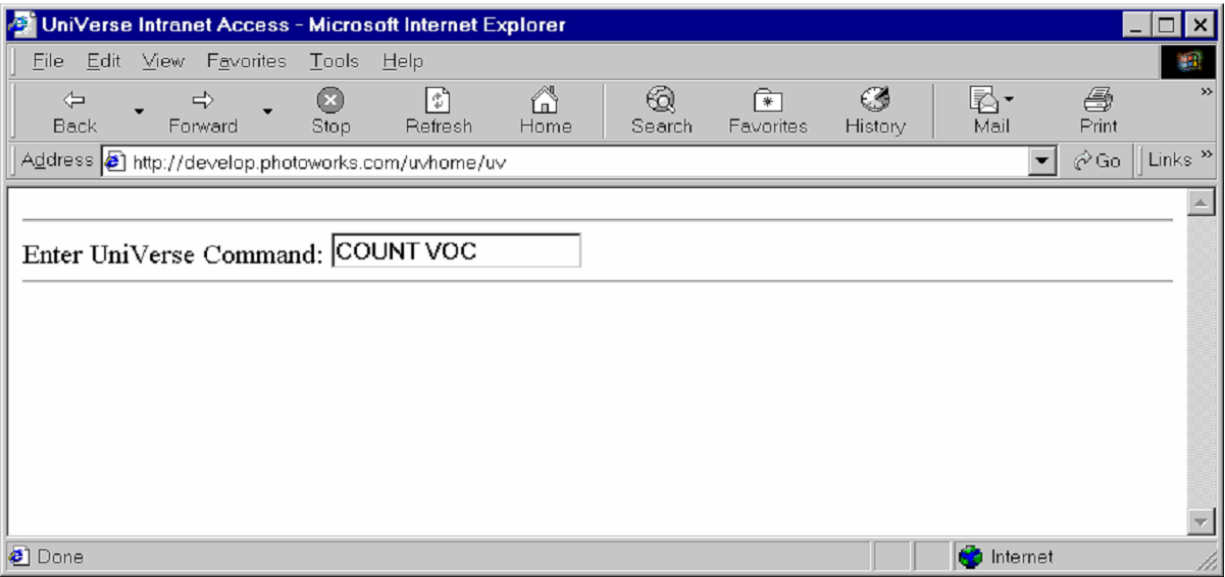 UniVerse Intranet Access - Microsoft Internet Explorer
File Edit View Favorites Tools Help
Back Forward Stop Refresh Home Search Favorites History Mail Print »
Address http://develop.photoworks.com/uvhome/uv Go Links »
Enter UniVerse Command: COUNT VOC
Done Internet